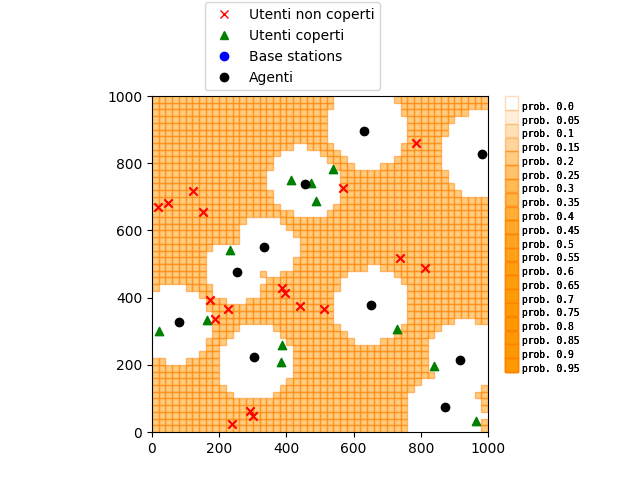 Utenti non coperti
Utenti coperti
Base stations
Agenti
1000
800
600
400
200
0
0 200 400 600 800 1000
prob. 0.0
prob. 0.05
prob. 0.1
prob. 0.15
prob. 0.2
prob. 0.25
prob. 0.3
prob. 0.35
prob. 0.4
prob. 0.45
prob. 0.5
prob. 0.55
prob. 0.6
prob. 0.65
prob. 0.7
prob. 0.75
prob. 0.8
prob. 0.85
prob. 0.9
prob. 0.95